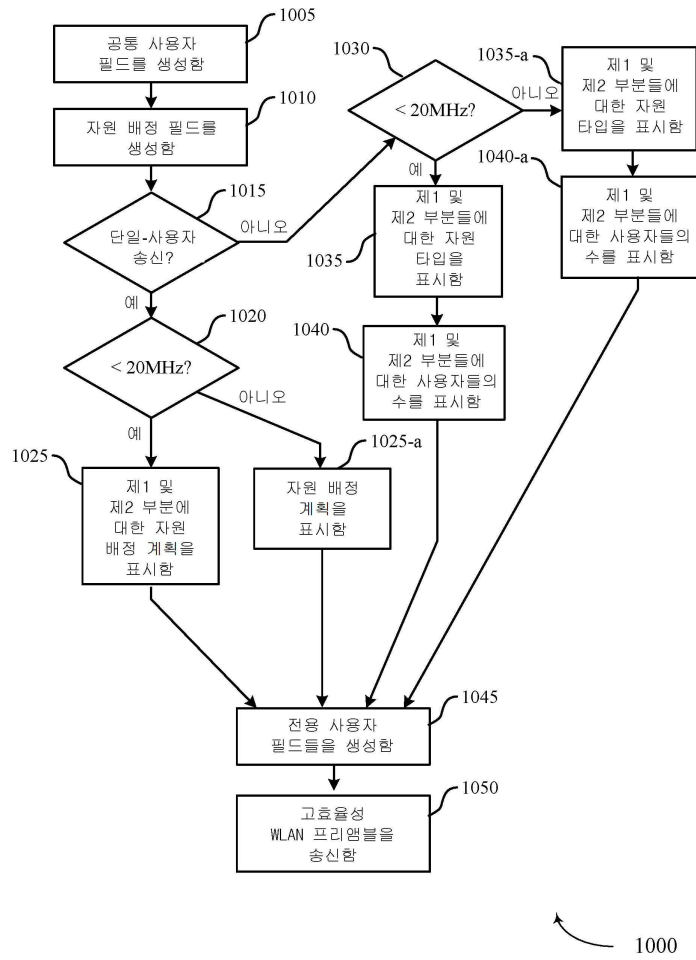 1005
공통 사용자
필드를 생성함
1010
자원 배정 필드를
생성함
1015
단일-사용자
송신?
아니오
예
1020
< 20MHz?
아니오
예
1025
제1 및
제2 부분에
대한 자원
배정 계획을
표시함
1025-a
자원 배정
계획을
표시함
1030
< 20MHz?
아니오
예
1035
제1 및
제2 부분들에
대한 자원
타입을
표시함
1040
제1 및
제2 부분들에
대한 사용자들의
수를 표시함
1035-a
제1 및
제2 부분들에
대한 자원
타입을 표시함
1040-a
제1 및
제2 부분들에
대한 사용자들의
수를 표시함
1045
전용 사용자
필드들을 생성함
1050
고효율성
WLAN 프리앰블을
송신함
1000